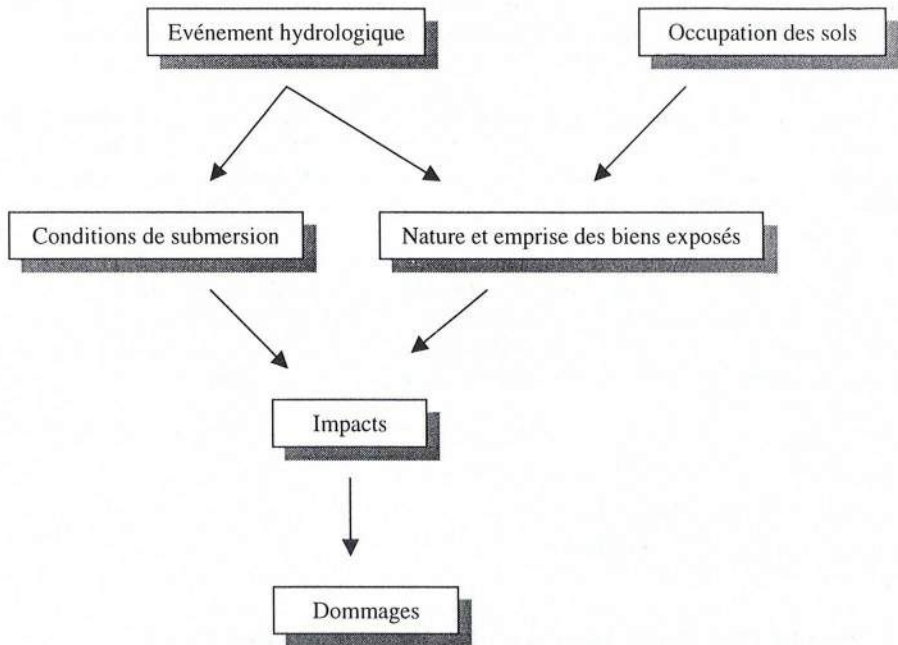 Evénement hydrologique
Occupation des sols
Conditions de submersion
Nature et emprise des biens exposés
Impacts
Dommages